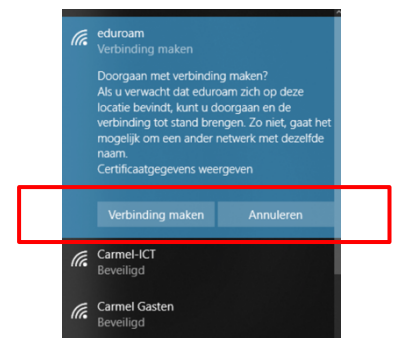 eduroam
Verbinding maken
Doorgaan met verbinding maken?
Als u verwacht dat eduroam zich op deze
locatie bevindt, kunt u doorgaan en de
verbinding tot stand brengen. Zo niet, gaat het
mogelijk om een ander netwerk met dezelfde
naam.
Certificaatgegevens weergeven
Verbinding maken Annuleren
Carmel-ICT
Beveiligd
Carmel Gasten
Beveiligd